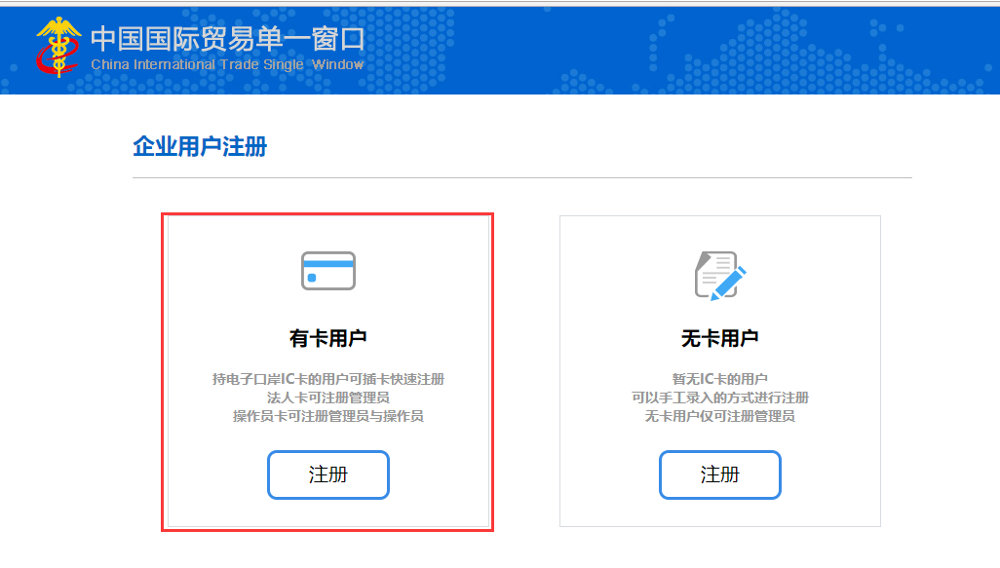 中国国际贸易单一窗口
China International Trade Single Window
企业用户注册
有卡用户
持电子口岸IC卡的用户可插卡快速注册
法人卡可注册管理员
操作员卡可注册管理员与操作员
注册
无卡用户
暂无IC卡的用户
可以手工录入的方式进行注册
无卡用户仅可注册管理员
注册